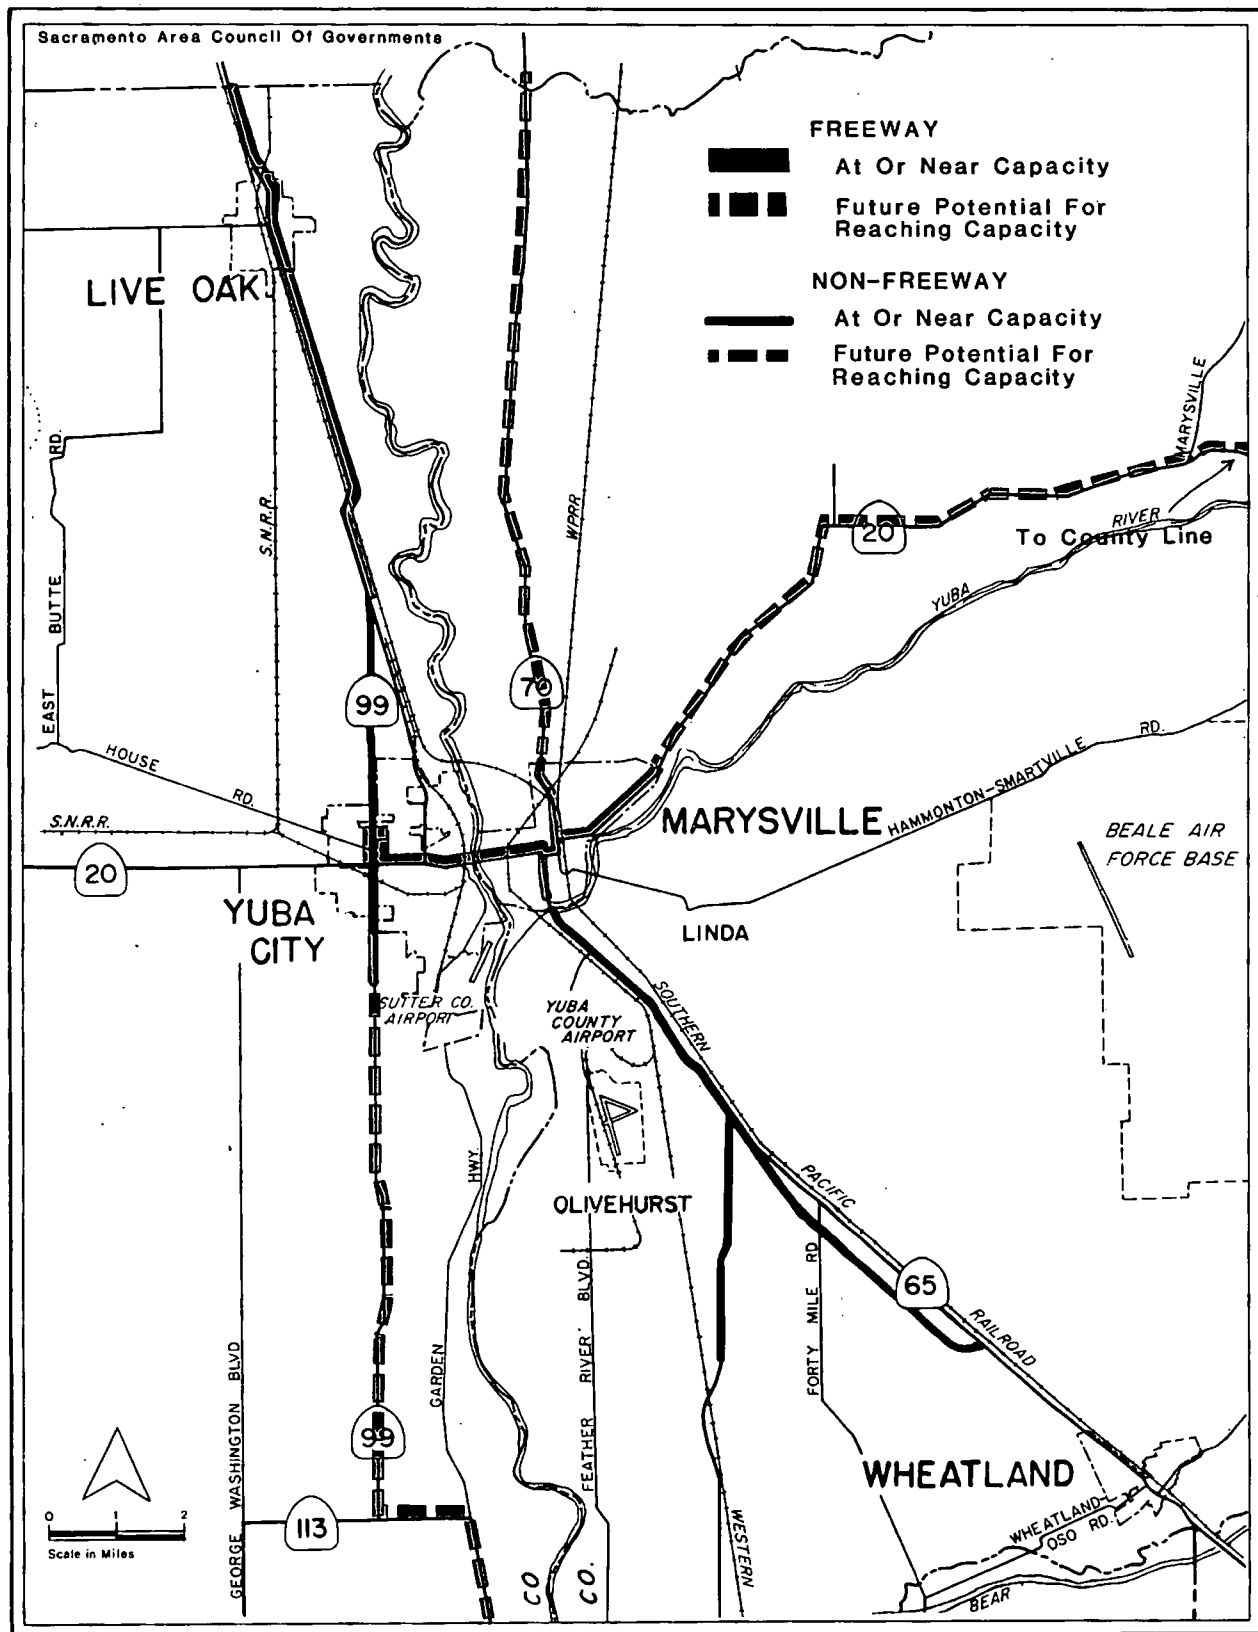 Sacramento Area Council Of Governments
FREEWAY
At Or Near Capacity
Future Potential For
Reaching Capacity
NON-FREEWAY
At Or Near Capacity
Future Potential For
Reaching Capacity
LIVE OAK
MARYSVILLE
EAST BUTTE RD.
S.N.R.R.
WPRR
20
RIVER
To County Line
YUBA
70
99
HOUSE RD.
S.N.R.R.
20
MARYSVILLE
HAMMONTON-SMARTVILLE RD.
BEALE AIR
FORCE BASE
YUBA
CITY
LINDA
SUTTER CO.
AIRPORT
YUBA
COUNTY
AIRPORT
SOUTHERN
PACIFIC
RAILROAD
HWY.
GARDEN
OLIVEHURST
FEATHER RIVER BLVD.
FORTY MILE RD
65
GEORGE WASHINGTON BLVD
99
WHEATLAND
113
WESTERN
WHEATLAND
OSO RD.
BEAR
CO
CO.
0 1 2
Scale in Miles